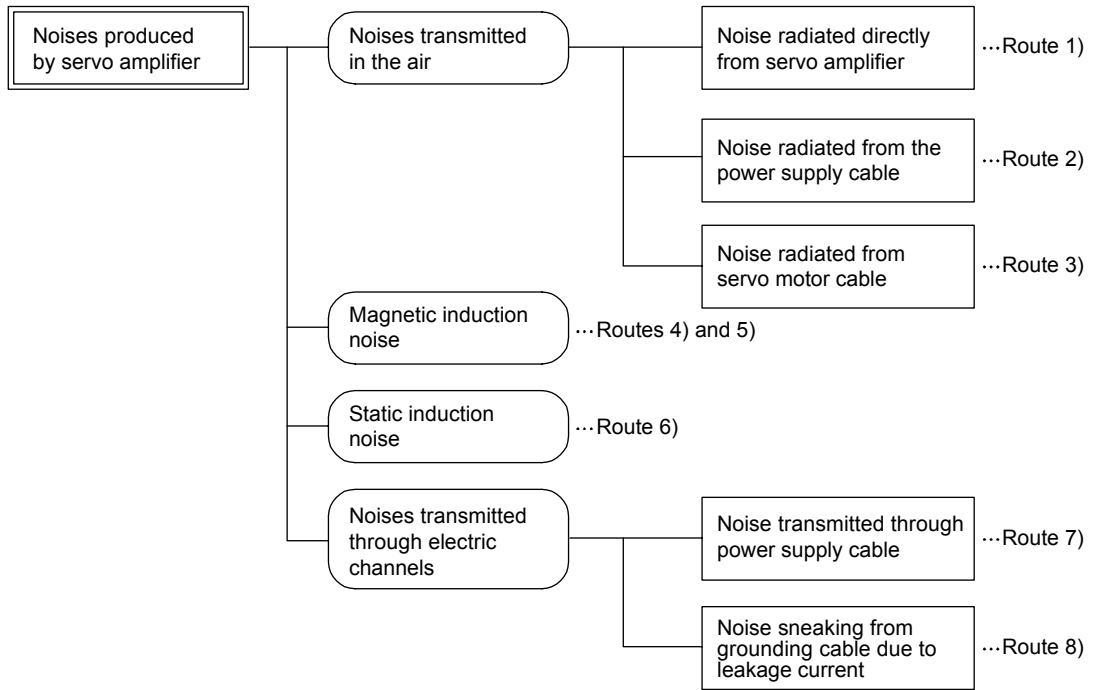 Noises produced
by servo amplifier
Noises transmitted
in the air
Noise radiated directly
from servo amplifier
···Route 1)
Noise radiated from the
power supply cable
···Route 2)
Noise radiated from
servo motor cable
···Route 3)
Magnetic induction
noise
···Routes 4) and 5)
Static induction
noise
···Route 6)
Noises transmitted
through electric
channels
Noise transmitted through
power supply cable
···Route 7)
Noise sneaking from
grounding cable due to
leakage current
···Route 8)